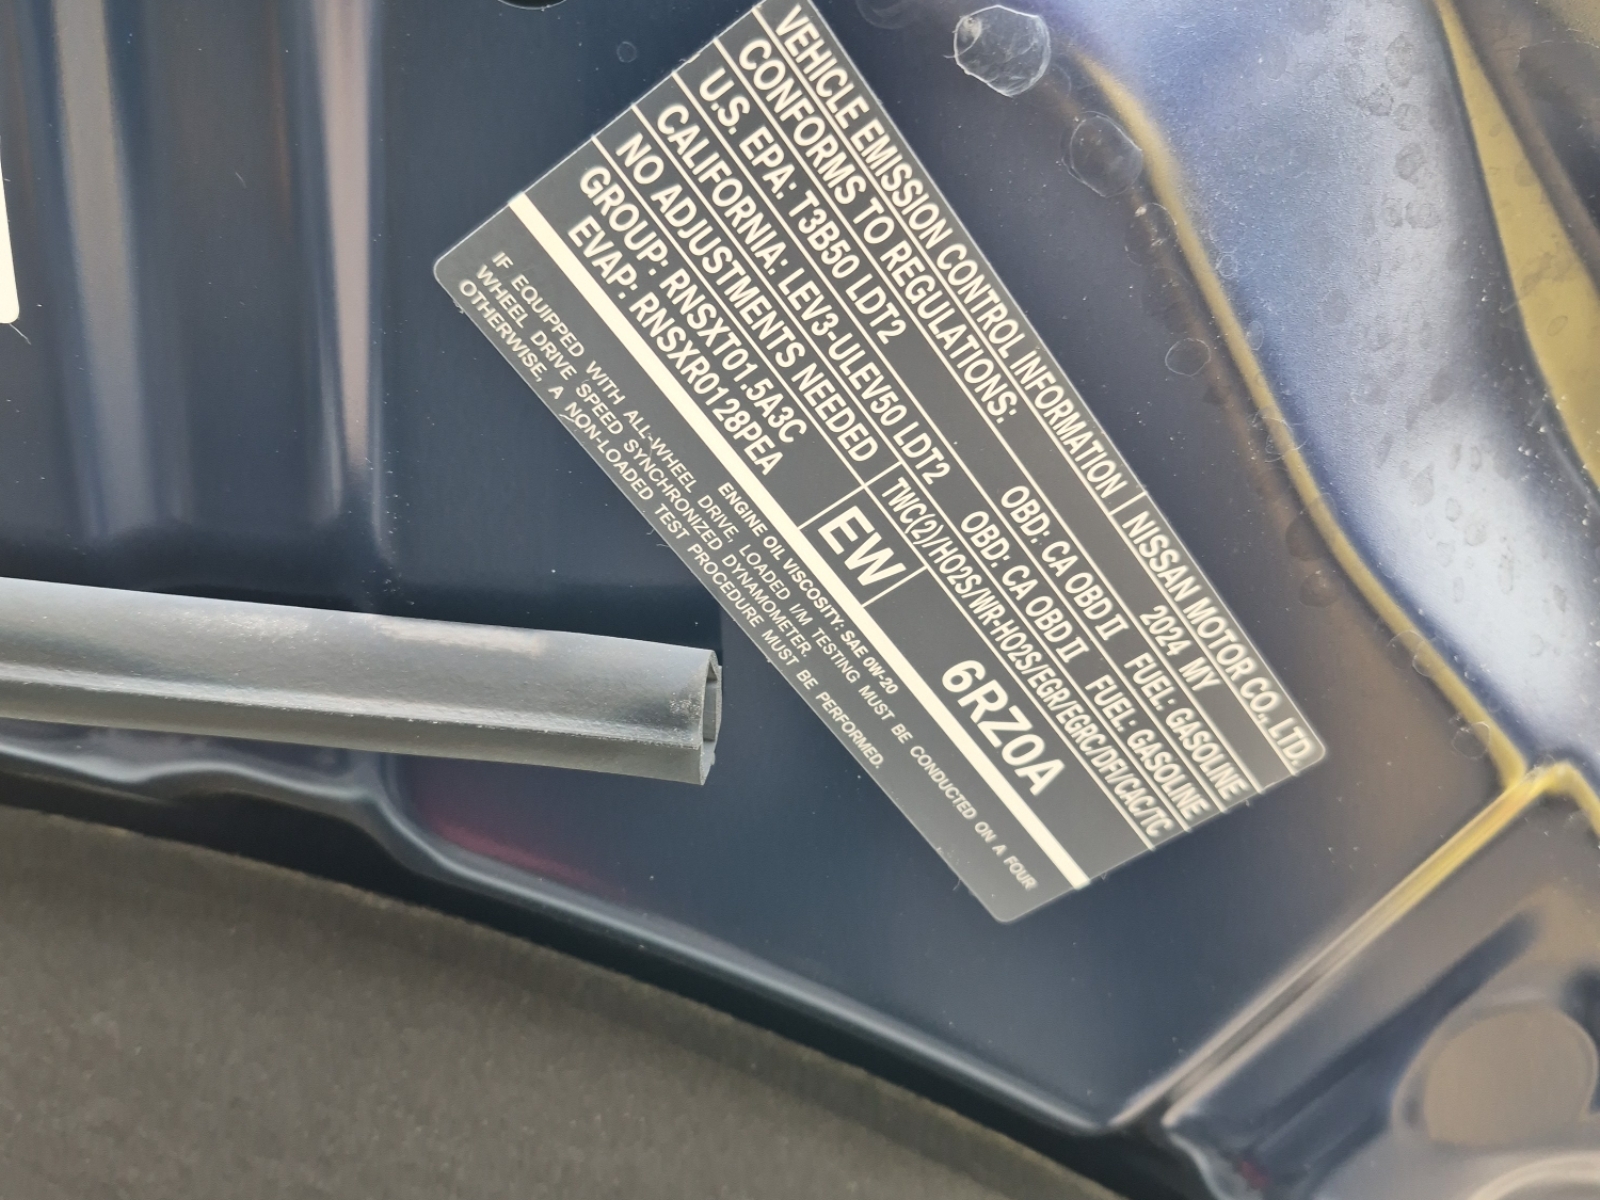 VEHICLE EMISSION CONTROL INFORMATION NISSAN MOTOR CO., LTD.
CONFORMS TO REGULATIONS: 2024 MY
U.S. EPA: T3B50 LDT2 OBD: CA OBD II FUEL: GASOLINE
CALIFORNIA: LEV3-ULEV50 LDT2 OBD: CA OBD II FUEL: GASOLINE
NO ADJUSTMENTS NEEDED TWC(2)/HO2S/WR-HO2S/EGR/EGRC/DFI/CAC/TC
GROUP: RNSXT01.5A3C
EVAP: RNSXR0128PEA EW 6RZ0A
ENGINE OIL VISCOSITY: SAE 0W-20
IF EQUIPPED WITH ALL-WHEEL DRIVE, LOADED I/M TESTING MUST BE CONDUCTED ON A FOUR
WHEEL DRIVE SPEED SYNCHRONIZED DYNAMOMETER.
OTHERWISE, A NON-LOADED TEST PROCEDURE MUST BE PERFORMED.